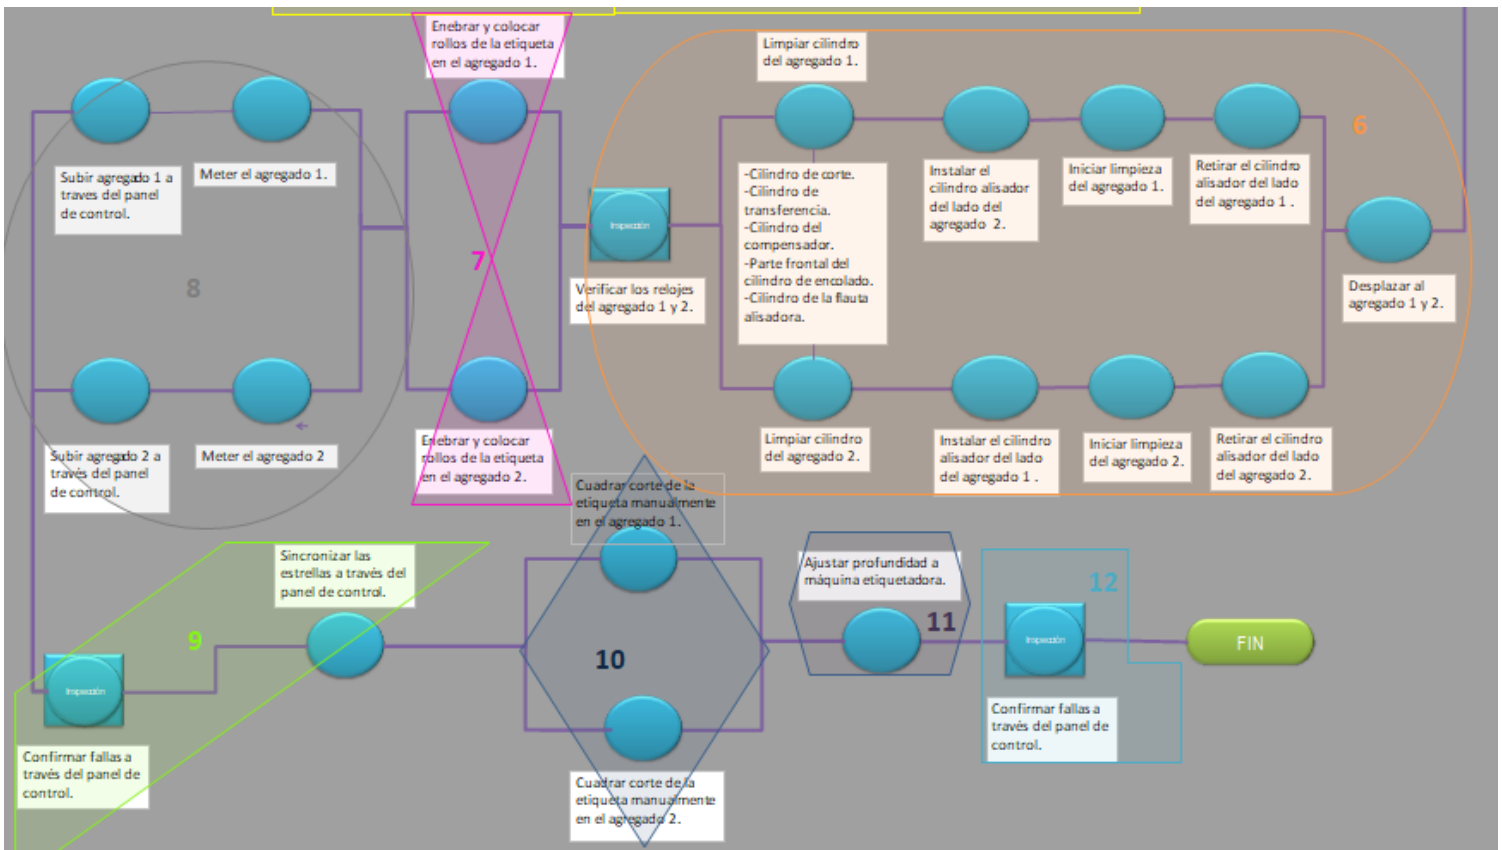 Enebrar y colocar
rollos de la etiqueta
en el agregado 1.
Limpiar cilindro
del agregado 1.
6
Subir agregado 1 a
traves del panel
de control.
Meter el agregado 1.
-Cilindro de corte.
-Cilindro de
transferencia.
-Cilindro del
compensador.
-Parte frontal del
cilindro de encolado.
-Cilindro de la flauta
alisadora.
Instalar el
cilindro alisador
del lado del
agregado 2.
Iniciar limpieza
del agregado 1.
Retirar el cilindro
alisador del lado
del agregado 1 .
Inspección
7
8
Verificar los relojes
del agregado 1 y 2.
Desplazar al
agregado 1 y 2.
Subir agregado 2 a
través del panel
de control.
Meter el agregado 2
Enebrar y colocar
rollos de la etiqueta
en el agregado 2.
Limpiar cilindro
del agregado 2.
Instalar el cilindro
alisador del lado
del agregado 1 .
Iniciar limpieza
del agregado 2.
Retirar el cilindro
alisador del lado
del agregado 2.
Cuadrar corte de la
etiqueta manualmente
en el agregado 1.
Sincronizar las
estrellas a través del
panel de control.
Ajustar profundidad a
máquina etiquetadora.
12
9
11
10
Inspección
Inspección
FIN
Confirmar fallas a
través del panel de
control.
Cuadrar corte de la
etiqueta manualmente
en el agregado 2.
Confirmar fallas a
través del panel de
control.